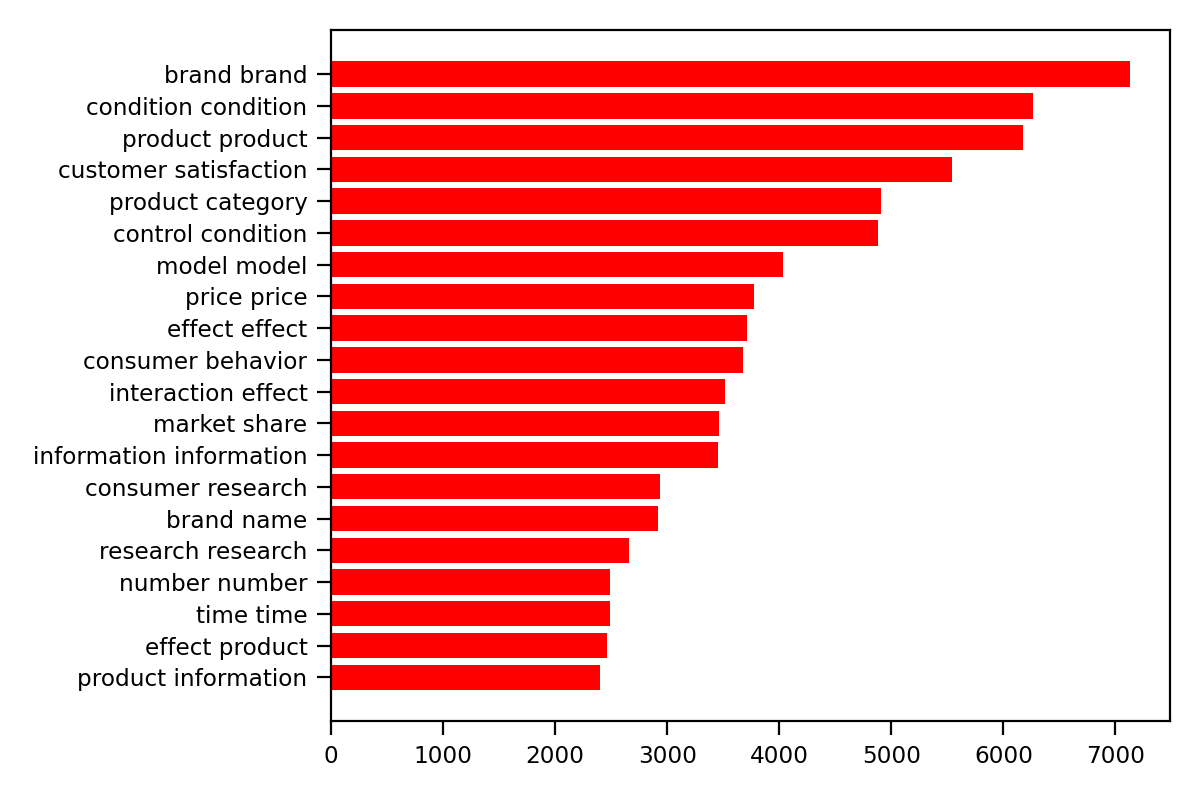 brand brand
condition condition
product product
customer satisfaction
product category
control condition
model model
price price
effect effect
consumer behavior
interaction effect
market share
information information
consumer research
brand name
research research
number number
time time
effect product
product information
0 1000 2000 3000 4000 5000 6000 7000